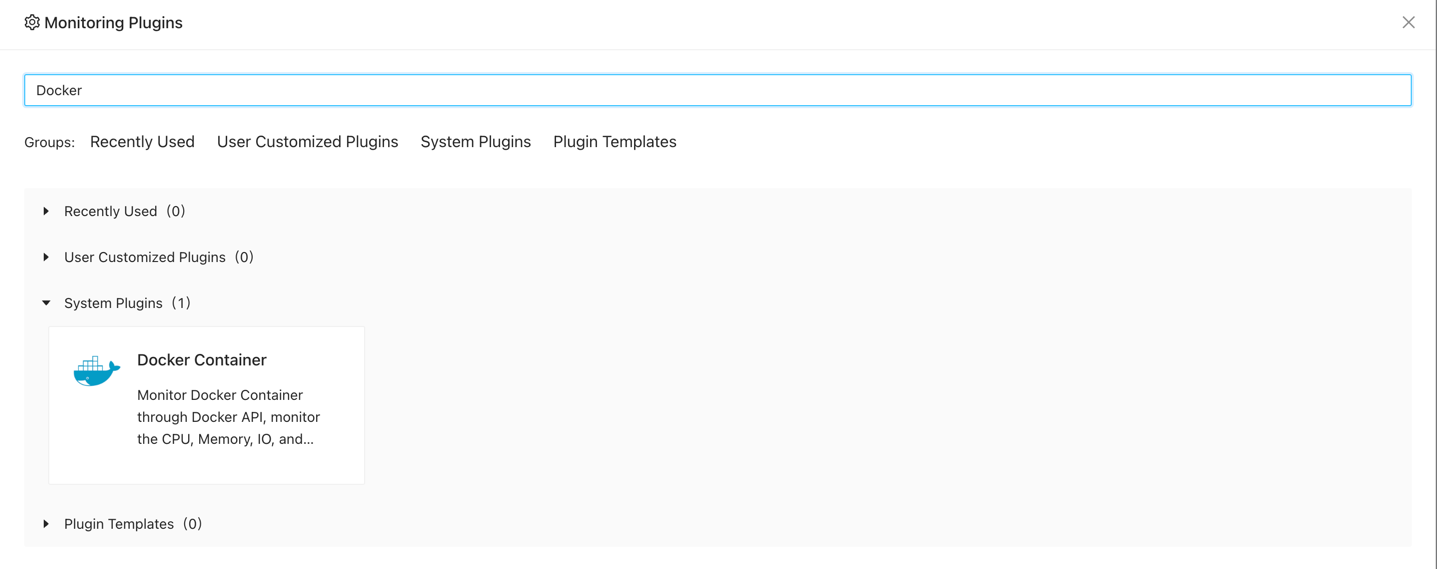 Monitoring Plugins
Docker
Groups: Recently Used User Customized Plugins System Plugins Plugin Templates
Recently Used (0)
User Customized Plugins (0)
System Plugins (1)
Docker Container
Monitor Docker Container
through Docker API, monitor
the CPU, Memory, IO, and...
Plugin Templates (0)